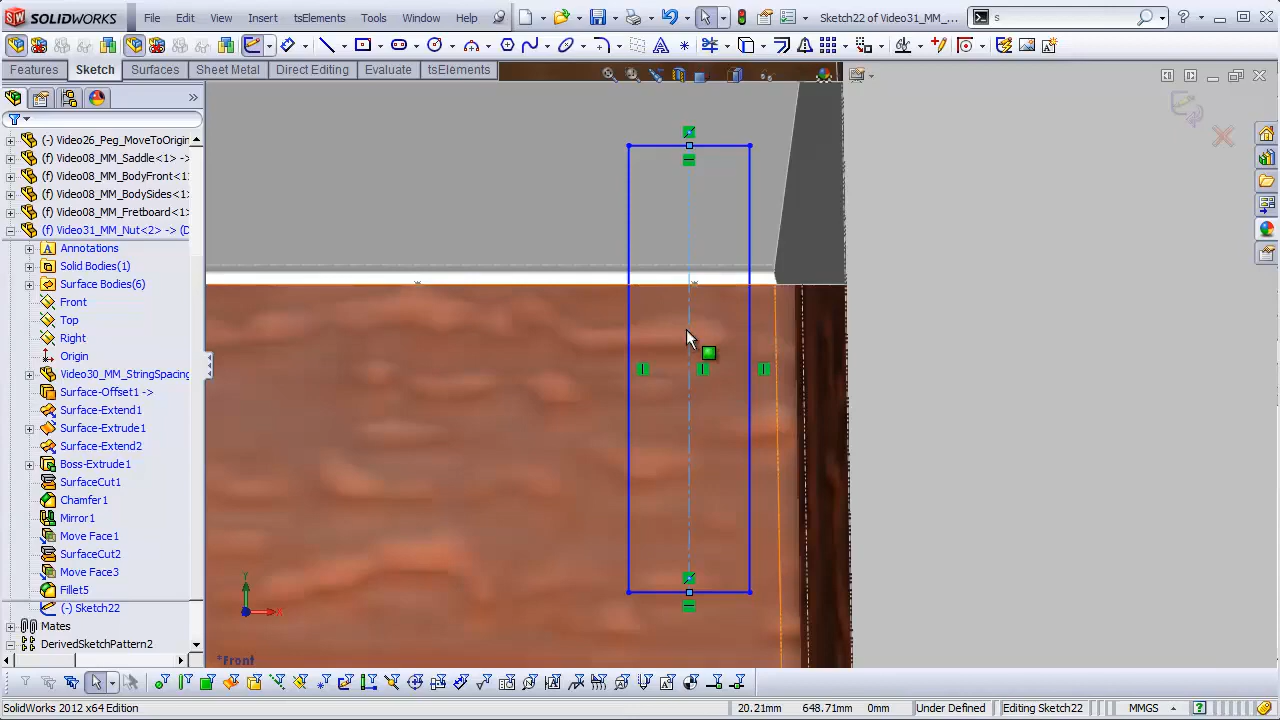 SOLIDWORKS File Edit View Insert tsElements Tools Window Help Sketch22 of Video31_MM_... s
Features Sketch Surfaces Sheet Metal Direct Editing Evaluate tsElements
(-) Video26_Peg_MoveToOrigin
(f) Video08_MM_Saddle<1> ->
(f) Video08_MM_BodyFront<1>
(f) Video08_MM_BodySides<1>
(f) Video08_MM_Fretboard<1>
(f) Video31_MM_Nut<2> -> (D
Annotations
Solid Bodies(1)
Surface Bodies(6)
Front
Top
Right
Origin
Video30_MM_StringSpacing
Surface-Offset1 ->
Surface-Extend1
Surface-Extrude1
Surface-Extend2
Boss-Extrude1
SurfaceCut1
Chamfer1
Mirror1
Move Face1
SurfaceCut2
Move Face3
Fillet5
(-) Sketch22
Mates
DerivedSketchPattern2
Y
X
*Front
SolidWorks 2012 x64 Edition 20.21mm 648.71mm 0mm Under Defined Editing Sketch22 MMGS